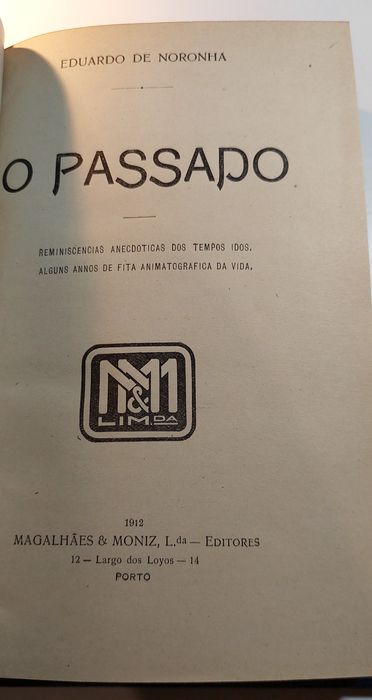 EDUARDO DE NORONHA
O PASSADO
REMINISCENCIAS ANECDOTICAS DOS TEMPOS IDOS.
ALGUNS ANNOS DE FITA ANIMATOGRAFICA DA VIDA.
M&M
LIM.DA
1912
MAGALHÃES & MONIZ, L.da — EDITORES
12 — Largo dos Loyos — 14
PORTO